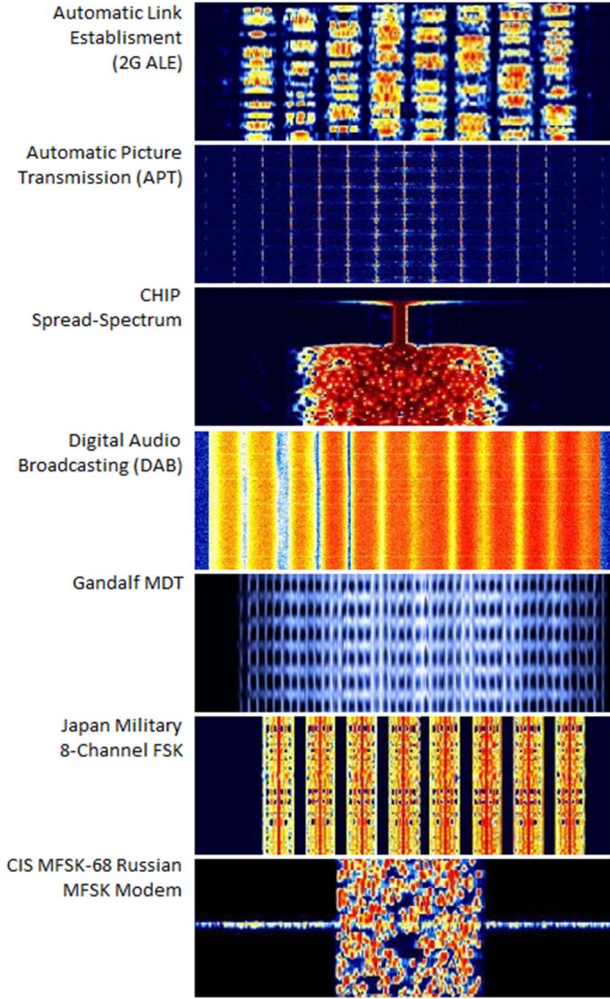 Automatic Link
Establisment
(2G ALE)
Automatic Picture
Transmission (APT)
CHIP
Spread-Spectrum
Digital Audio
Broadcasting (DAB)
Gandalf MDT
Japan Military
8-Channel FSK
CIS MFSK-68 Russian
MFSK Modem